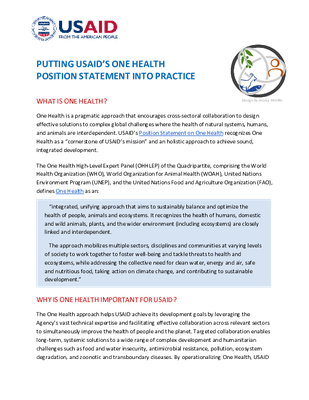 USAID
FROM THE AMERICAN PEOPLE
PUTTING USAID'S ONE HEALTH
POSITION STATEMENT INTO PRACTICE
WHAT IS ONE HEALTH?
One Health is a pragmatic approach that encourages cross-sectoral collaboration to design
effective solutions to complex global challenges where the health of natural systems, humans,
and animals are interdependent. USAID's Position Statement on One Health recognizes One
Health as a "cornerstone of USAID's mission" and an holistic approach to achieve sound,
integrated development.
The One Health High-Level Expert Panel (OHHLEP) of the Quadripartite, comprising the World
Health Organization (WHO), World Organization for Animal Health (WOAH), United Nations
Environment Program (UNEP), and the United Nations Food and Agriculture Organization (FAO),
defines One Health as an:
"integrated, unifying approach that aims to sustainably balance and optimize the
health of people, animals and ecosystems. It recognizes the health of humans, domestic
and wild animals, plants, and the wider environment (including ecosystems) are closely
linked and interdependent.
The approach mobilizes multiple sectors, disciplines and communities at varying levels
of society to work together to foster well-being and tackle threats to health and
ecosystems, while addressing the collective need for clean water, energy and air, safe
and nutritious food, taking action on climate change, and contributing to sustainable
development."
WHY IS ONE HEALTH IMPORTANT FOR USAID?
The One Health approach helps USAID achieve its development goals by leveraging the
Agency's vast technical expertise and facilitating effective collaboration across relevant sectors
to simultaneously improve the health of people and the planet. Targeted collaboration enables
long-term, systemic solutions to a wide range of complex development and humanitarian
challenges such as food and water insecurity, antimicrobial resistance, pollution, ecosystem
degradation, and zoonotic and transboundary diseases. By operationalizing One Health, USAID